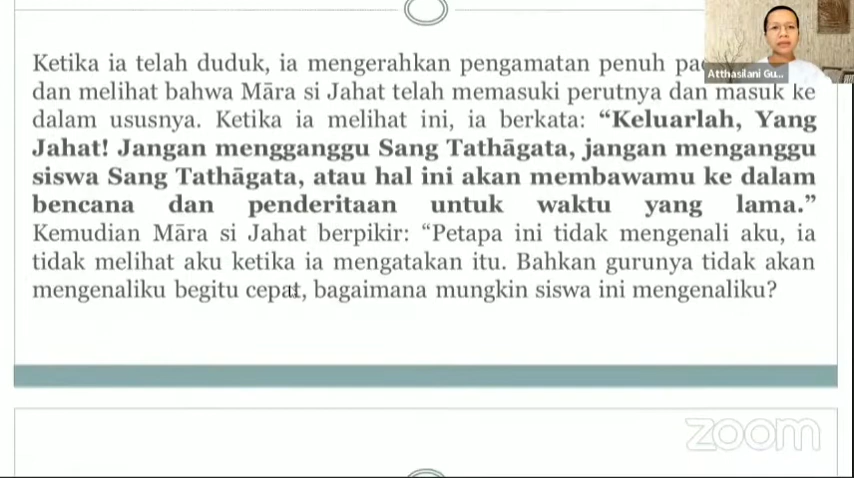 Ketika ia telah duduk, ia mengerahkan pengamatan penuh
Atthasilani Gu...
dan melihat bahwa Māra si Jahat telah memasuki perutnya dan masuk ke
dalam ususnya. Ketika ia melihat ini, ia berkata: “Keluarlah, Yang
Jahat! Jangan mengganggu Sang Tathāgata, jangan menganggu
siswa Sang Tathāgata, atau hal ini akan membawamu ke dalam
bencana dan penderitaan untuk waktu yang lama.”
Kemudian Māra si Jahat berpikir: “Petapa ini tidak mengenali aku, ia
tidak melihat aku ketika ia mengatakan itu. Bahkan gurunya tidak akan
mengenaliku begitu cepat, bagaimana mungkin siswa ini mengenaliku?
zoom